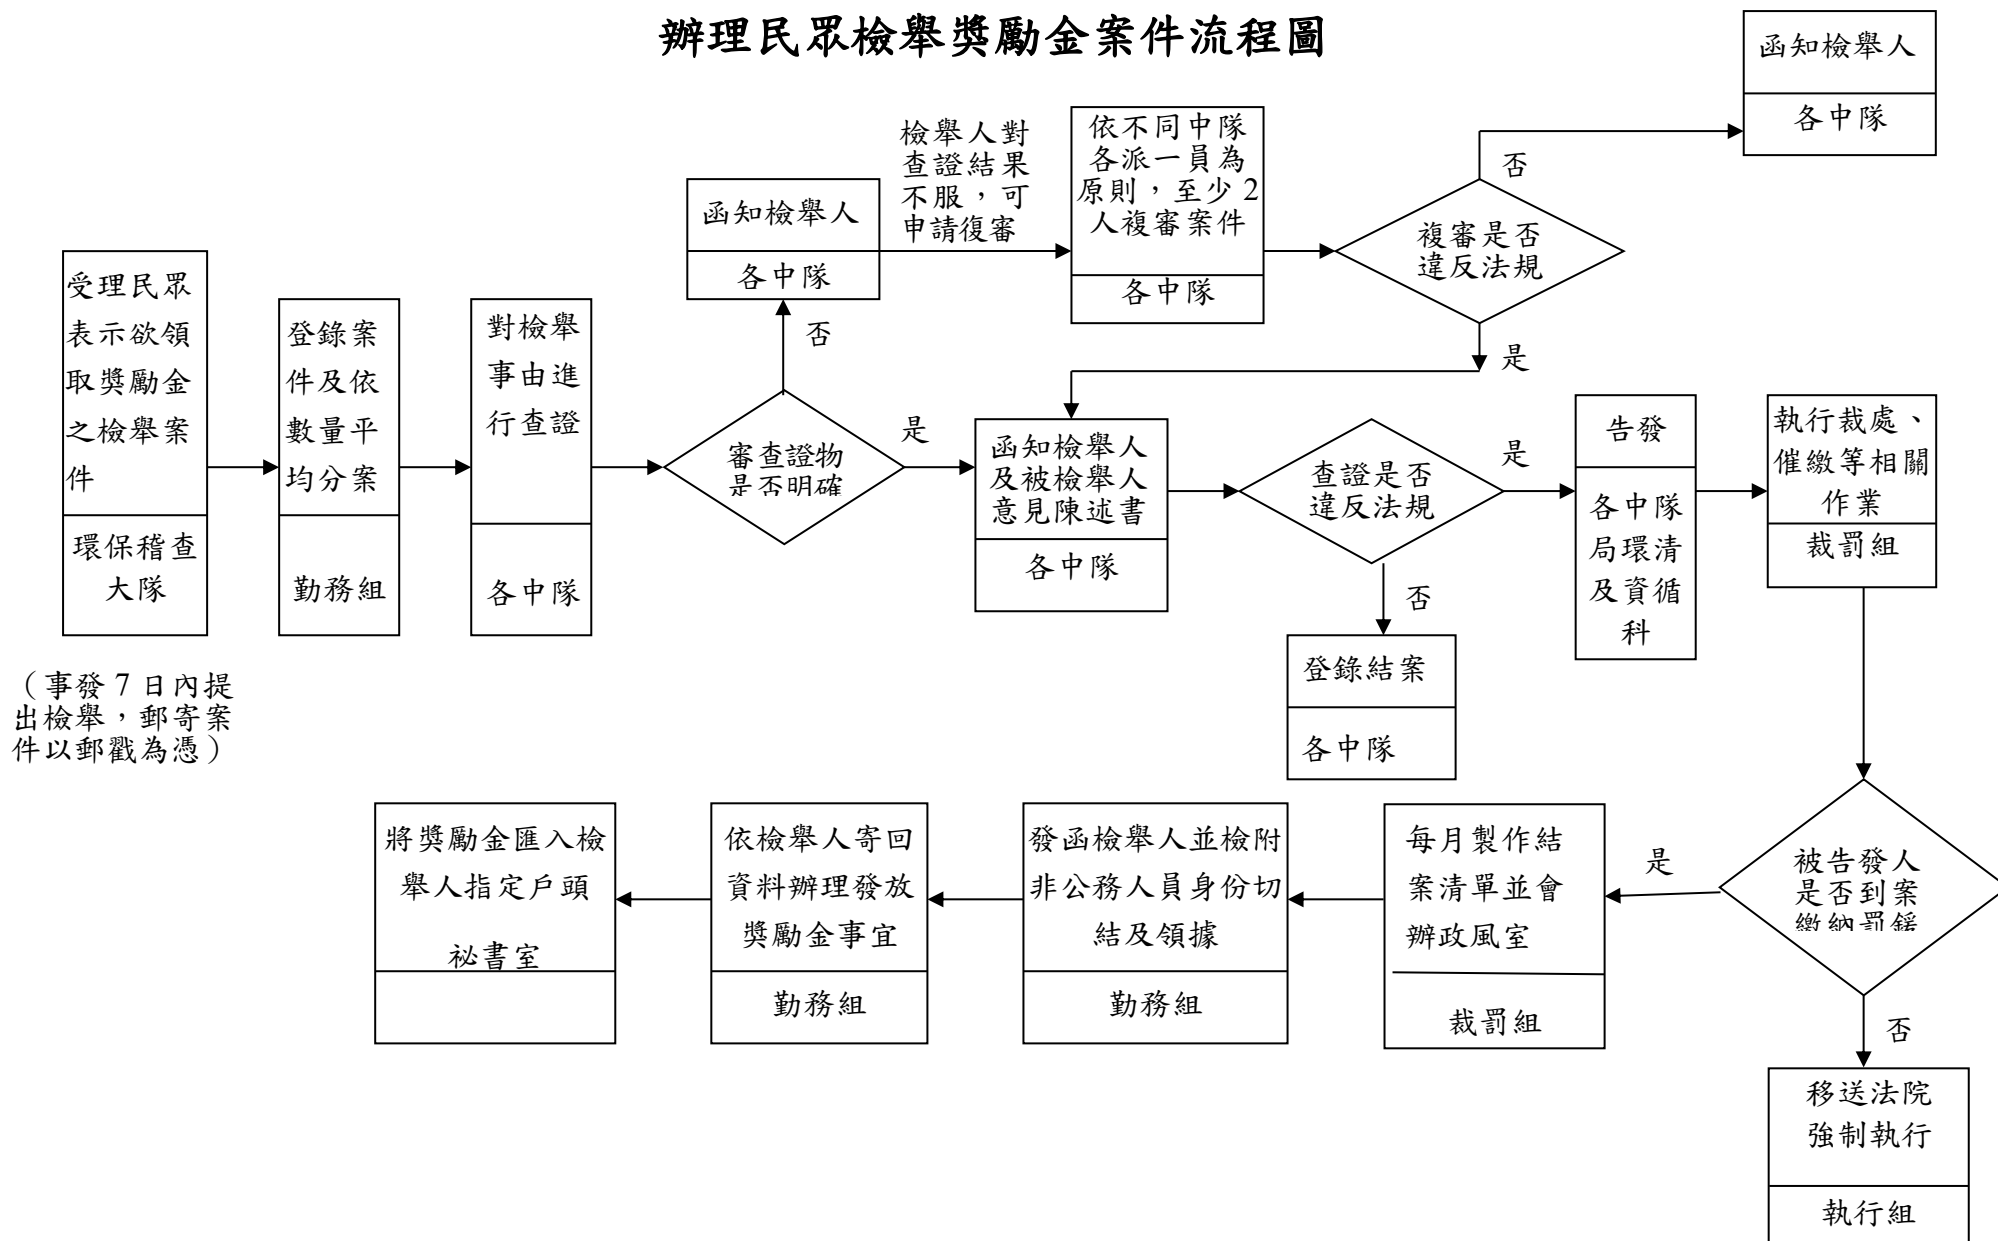 辦理民眾檢舉獎勵金案件流程圖
受理民眾
表示欲領
取獎勵金
之檢舉案
件
環保稽查
大隊
（事發 7 日內提
出檢舉，郵寄案
件以郵戳為憑）
登錄案
件及依
數量平
均分案
勤務組
對檢舉
事由進
行查證
各中隊
審查證物
是否明確
否
函知檢舉人
各中隊
檢舉人對
查證結果
不服，可
申請復審
依不同中隊
各派一員為
原則，至少 2
人複審案件
各中隊
複審是否
違反法規
否
函知檢舉人
各中隊
是
是
函知檢舉人
及被檢舉人
意見陳述書
各中隊
查證是否
違反法規
否
登錄結案
各中隊
是
告發
各中隊
局環清
及資循
科
執行裁處、
催繳等相關
作業
裁罰組
被告發人
是否到案
繳納罰鍰
否
移送法院
強制執行
執行組
是
每月製作結
案清單並會
辦政風室
裁罰組
發函檢舉人並檢附
非公務人員身份切
結及領據
勤務組
依檢舉人寄回
資料辦理發放
獎勵金事宜
勤務組
將獎勵金匯入檢
舉人指定戶頭
祕書室